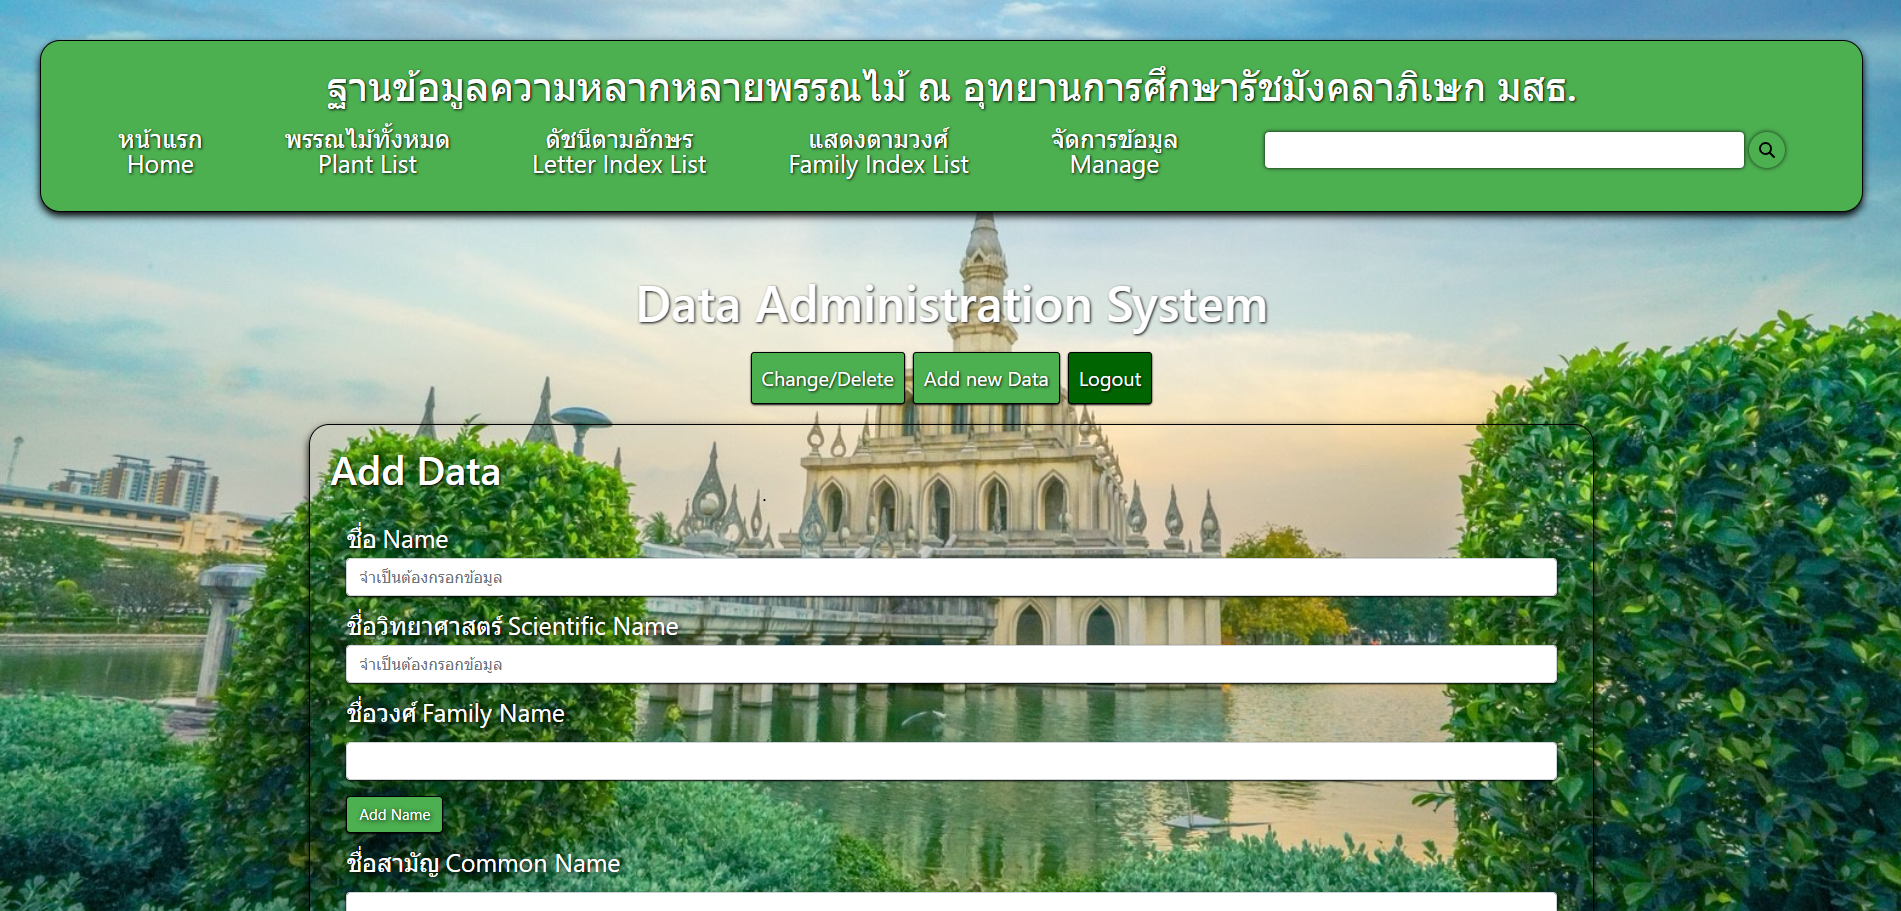 ฐานข้อมูลความหลากหลายพรรณไม้ ณ อุทยานการศึกษารัชมังคลาภิเษก มสธ.
หน้าแรก
Home
พรรณไม้ทั้งหมด
Plant List
ดัชนีตามอักษร
Letter Index List
แสดงตามวงศ์
Family Index List
จัดการข้อมูล
Manage
Data Administration System
Change/Delete
Add new Data
Logout
Add Data
ชื่อ Name
จำเป็นต้องกรอกข้อมูล
ชื่อวิทยาศาสตร์ Scientific Name
จำเป็นต้องกรอกข้อมูล
ชื่อวงศ์ Family Name
Add Name
ชื่อสามัญ Common Name